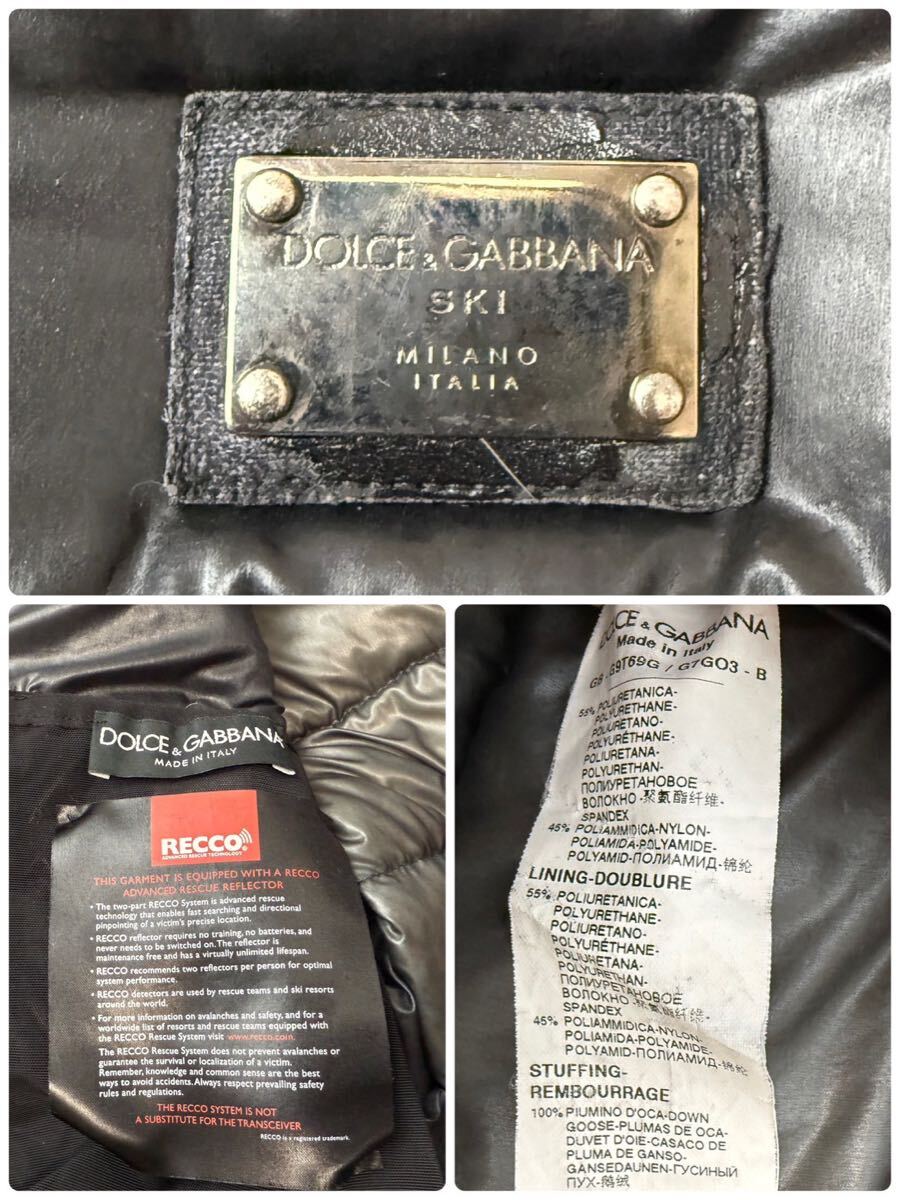 DOLCE & GABBANA
SKI
MILANO
ITALIA
DOLCE & GABBANA
MADE IN ITALY
RECCO
ADVANCED RESCUE TECHNOLOGY
THIS GARMENT IS EQUIPPED WITH A RECCO
ADVANCED RESCUE REFLECTOR
• The two-part RECCO System is advanced rescue
technology that enables fast searching and directional
pinpointing of a victim's precise location.
• RECCO reflector requires no training, no batteries, and
never needs to be switched on. The reflector is
maintenance free and has a virtually unlimited lifespan.
• RECCO recommends two reflectors per person for optimal
system performance.
• RECCO detectors are used by rescue teams and ski resorts
around the world.
• For more information on avalanches and safety, and for a
worldwide list of resorts and rescue teams equipped with
the RECCO Rescue System visit www.recco.com.
The RECCO Rescue System does not prevent avalanches or
guarantee the survival or localization of a victim.
Remember, knowledge and common sense are the best
ways to avoid accidents. Always respect prevailing safety
rules and regulations.
THE RECCO SYSTEM IS NOT
A SUBSTITUTE FOR THE TRANSCEIVER
RECCO is a registered trademark.
CE & GABBANA
Made in Italy
G9T69G / G7G03 - B
55% POLIURETANICA-
POLYURETHANE-
POLIURETANO-
POLYURÉTHANE-
POLIURETANA-
POLYURETHAN-
ПОЛИУРЕТАНОВОЕ
ВОЛОКНО-聚氨酯纤维-
SPANDEX
45% POLIAMMIDICA-NYLON-
POLIAMIDA-POLYAMIDE-
POLYAMID-ПОЛИАМИД-锦纶
LINING-DOUBLURE
55% POLIURETANICA-
POLYURETHANE-
POLIURETANO-
POLYURÉTHANE-
POLIURETANA-
POLYURETHAN-
ПОЛИУРЕТАНОВОЕ
ВОЛОКНО-聚氨酯纤维-
SPANDEX
45% POLIAMMIDICA-NYLON-
POLIAMIDA-POLYAMIDE-
POLYAMID-ПОЛИАМИД-锦纶
STUFFING-
REMBOURRAGE
100% PIUMINO D'OCA-DOWN
GOOSE-PLUMAS DE OCA-
DUVET D'OIE-CASACO DE
PLUMA DE GANSO-
GANSEDAUNEN-ГУСИНЫЙ
ПУХ-鹅绒